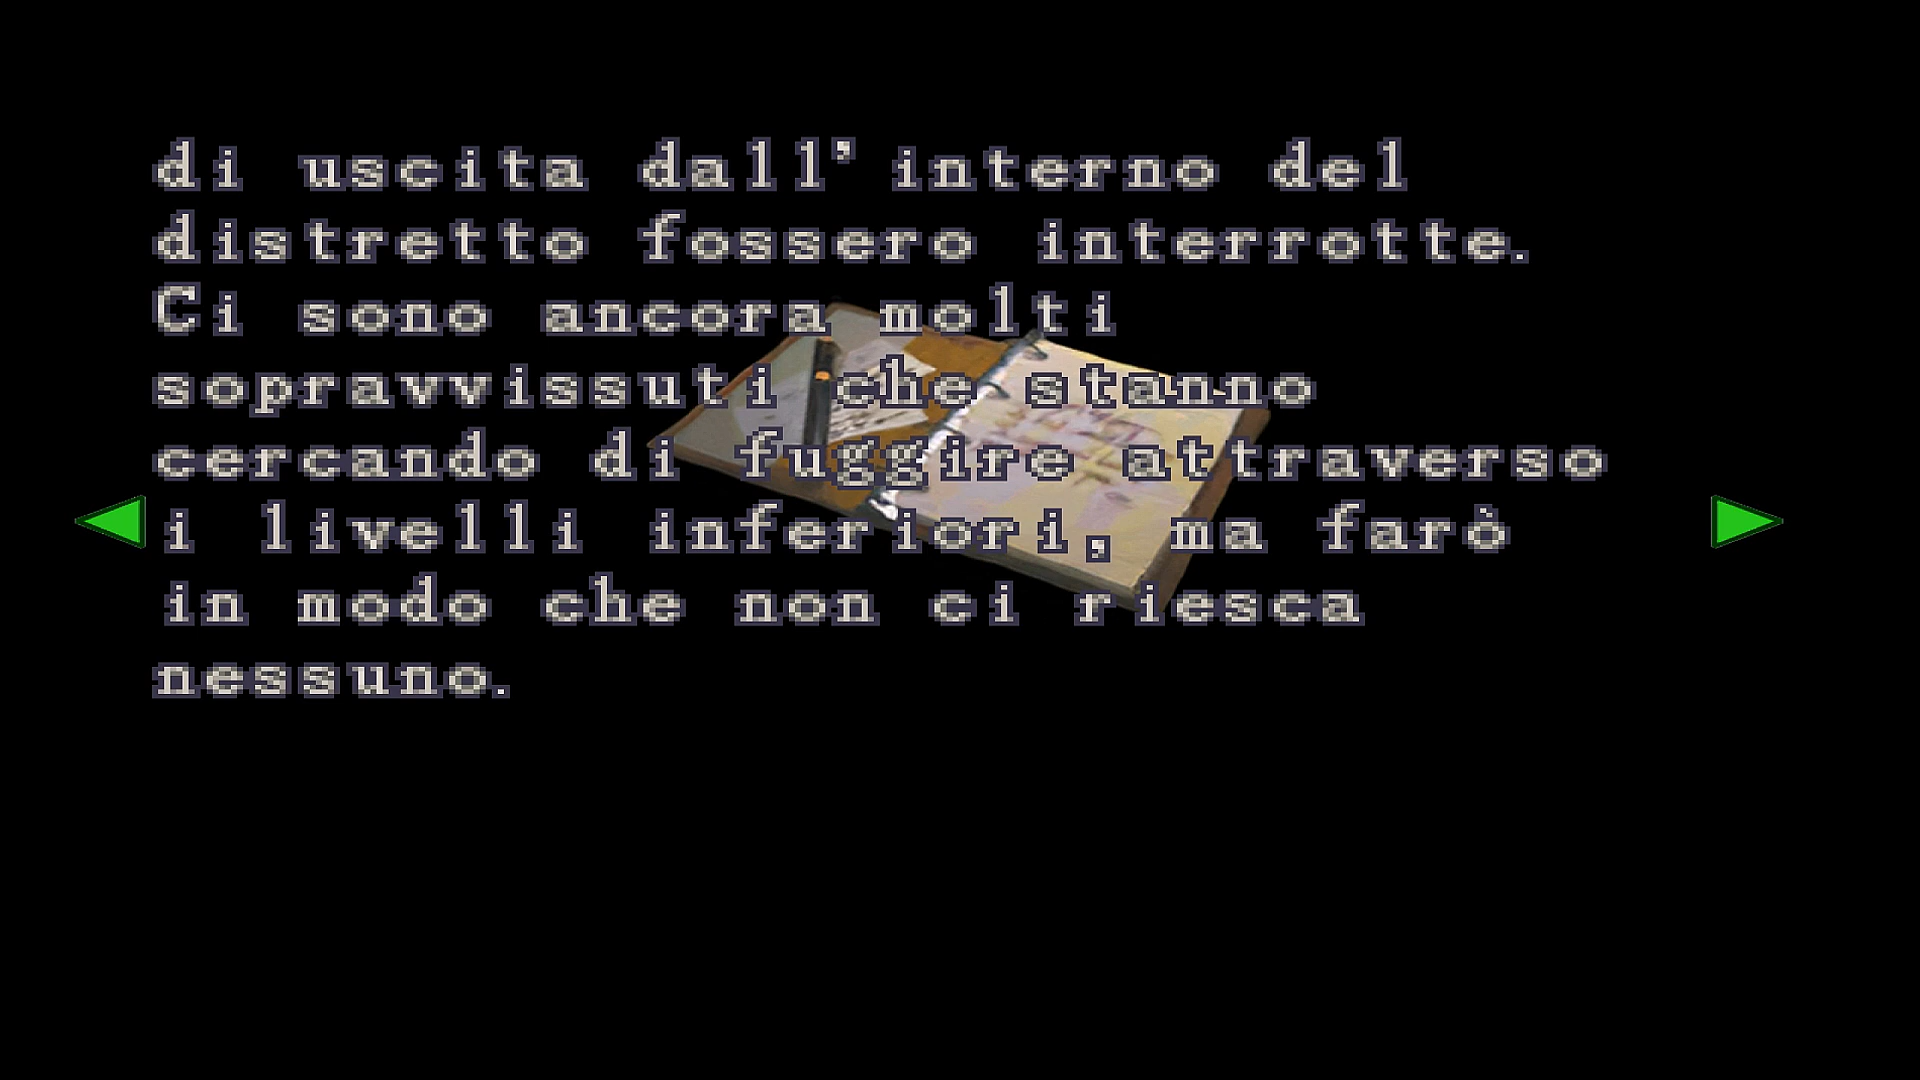 di uscita dall'interno del
distretto fossero interrotte.
Ci sono ancora molti
sopravvissuti che stanno
cercando di fuggire attraverso
i livelli inferiori, ma farò
in modo che non ci riesca
nessuno.